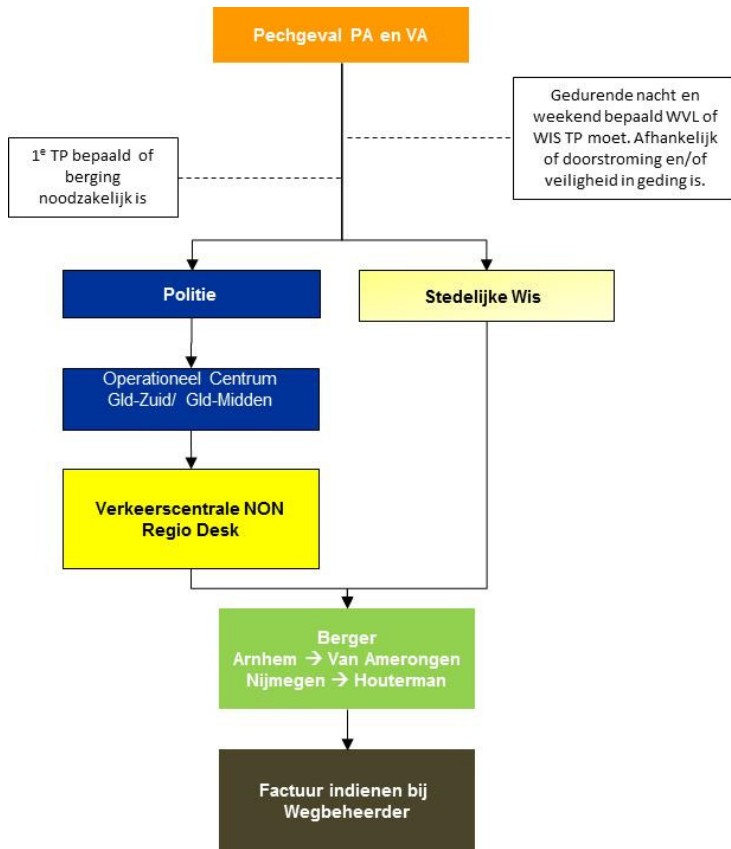 Pechgeval PA en VA
Gedurende nacht en
weekend bepaald WVL of
WIS TP moet. Afhankelijk
of doorstroming en/of
veiligheid in geding is.
1e TP bepaald of
berging
noodzakelijk is
Politie
Stedelijke Wis
Operationeel Centrum
Gld-Zuid/ Gld-Midden
Verkeerscentrale NON
Regio Desk
Berger
Arnhem → Van Amerongen
Nijmegen → Houterman
Factuur indienen bij
Wegbeheerder